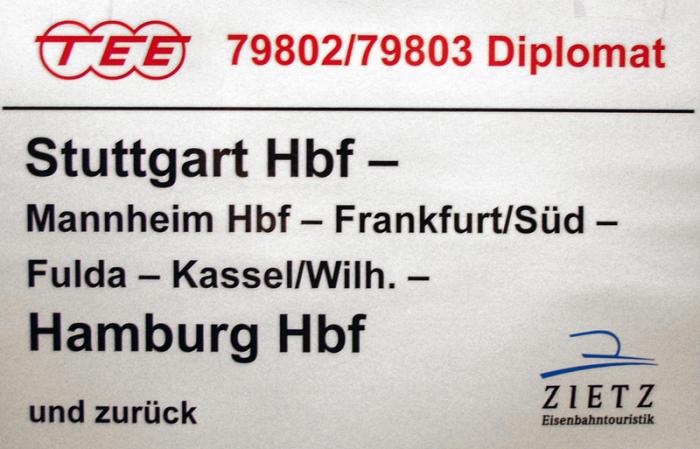 TEE 79802/79803 Diplomat
Stuttgart Hbf –
Mannheim Hbf – Frankfurt/Süd –
Fulda – Kassel/Wilh. –
Hamburg Hbf
und zurück
ZIETZ
Eisenbahntouristik